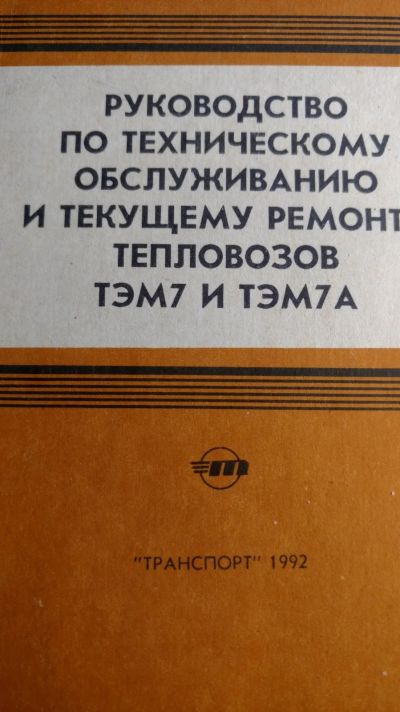 РУКОВОДСТВО
ПО ТЕХНИЧЕСКОМУ
ОБСЛУЖИВАНИЮ
И ТЕКУЩЕМУ РЕМОНТ
ТЕПЛОВОЗОВ
ТЭМ7 И ТЭМ7А
т
"ТРАНСПОРТ" 1992